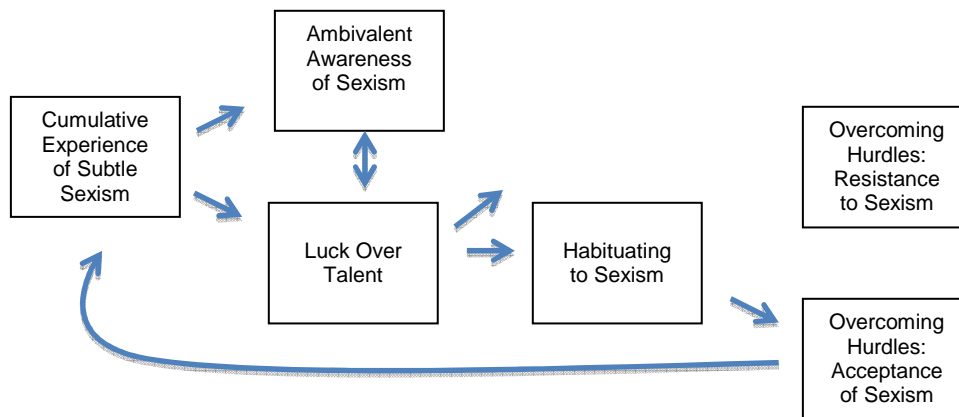 Cumulative
Experience
of Subtle
Sexism
Ambivalent
Awareness
of Sexism
Luck Over
Talent
Habituating
to Sexism
Overcoming
Hurdles:
Resistance
to Sexism
Overcoming
Hurdles:
Acceptance
of Sexism